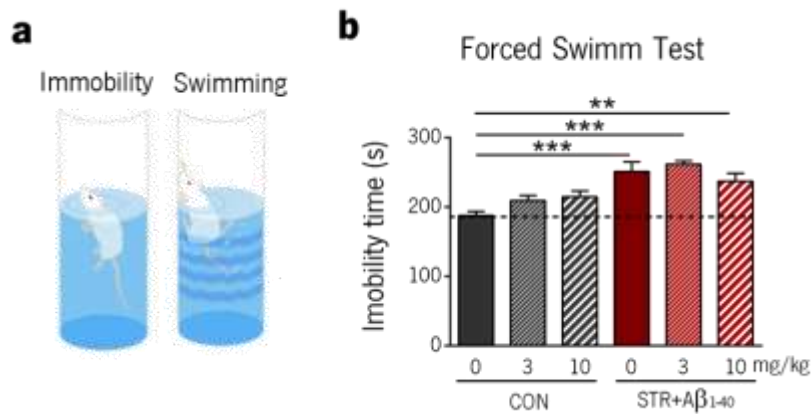 a
Immobility Swimming
b
Forced Swimm Test
**
***
***
Imobility time (s)
300
200
100
0
0 3 10 0 3 10 mg/kg
CON STR+Aβ1-40